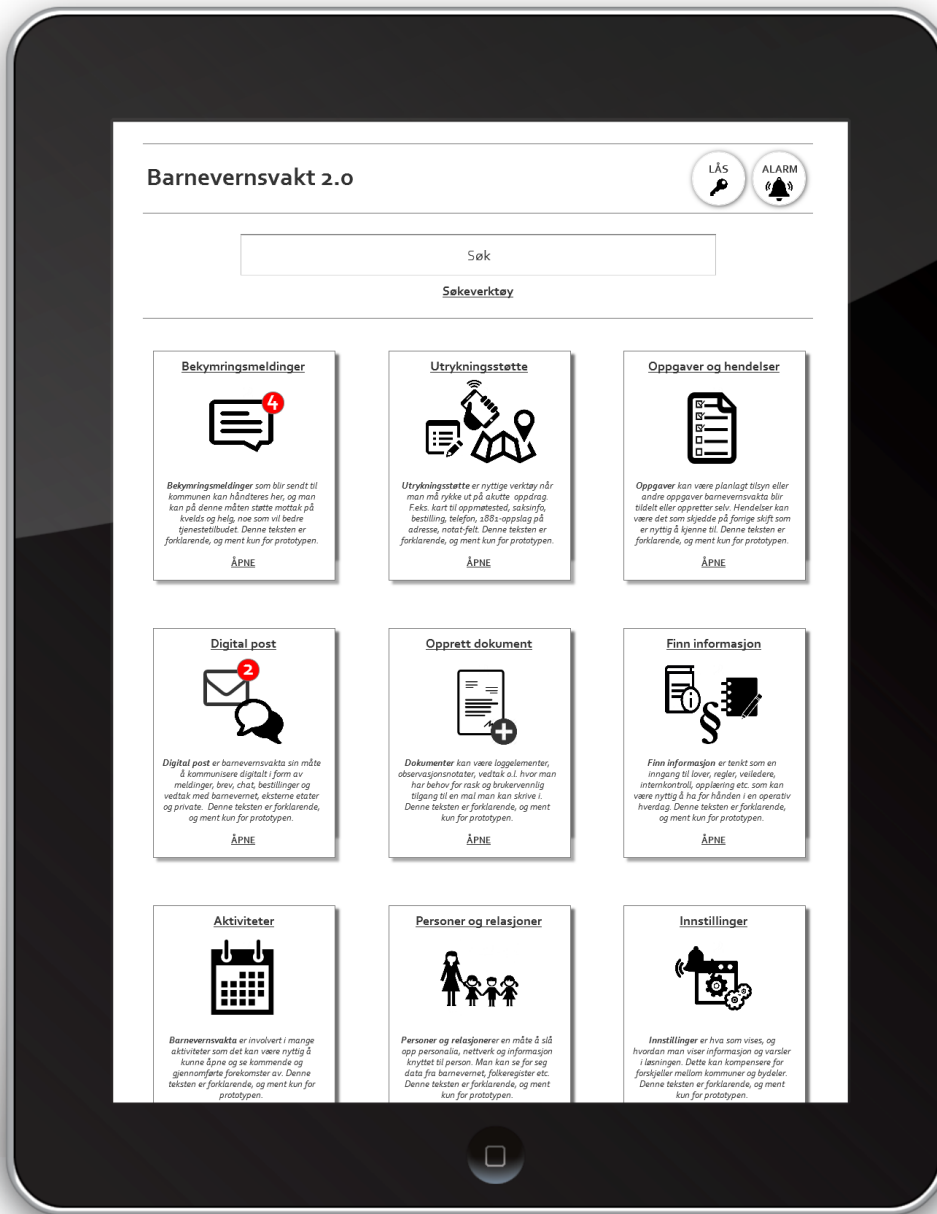 Barnevernsvakt 2.0
LÅS
ALARM
Søk
Søkeverktøy
Bekymringsmeldinger
4
Bekymringsmeldinger som blir sendt til
kommunen kan håndteres her, og man
kan på denne måten støtte mottak på
kvelds og helg, noe som vil bedre
tjenestetilbudet. Denne teksten er
forklarende, og ment kun for prototypen.
ÅPNE
Utrykningsstøtte
Utrykningsstøtte er nyttige verktøy når
man må rykke ut på akutte oppdrag.
F.eks. kart til oppmøtested, saksinfo,
bestilling, telefon, 1881-oppslag på
adresse, notat-felt. Denne teksten er
forklarende, og ment kun for prototypen.
ÅPNE
Oppgaver og hendelser
Oppgaver kan være planlagt tilsyn eller
andre oppgaver barnevernsvakta blir
tildelt eller oppretter selv. Hendelser kan
være det som skjedde på forrige skift som
er nyttig å kjenne til. Denne teksten er
forklarende, og ment kun for prototypen.
ÅPNE
Digital post
2
Digital post er barnevernsvakta sin måte
å kommunisere digitalt i form av
meldinger, brev, chat, bestillinger og
vedtak med barnevernet, eksterne etater
og private. Denne teksten er forklarende,
og ment kun for prototypen.
ÅPNE
Opprett dokument
Dokumenter kan være loggelementer,
observasjonsnotater, vedtak o.l. hvor man
har behov for rask og brukervennlig
tilgang til en mal man kan skrive i.
Denne teksten er forklarende, og ment
kun for prototypen.
ÅPNE
Finn informasjon
§
Finn informasjon er tenkt som en
inngang til lover, regler, veiledere,
internkontroll, opplæring etc. som kan
være nyttig å ha for hånden i en operativ
hverdag. Denne teksten er forklarende,
og ment kun for prototypen.
ÅPNE
Aktiviteter
Barnevernsvakta er involvert i mange
aktiviteter som det kan være nyttig å
kunne åpne og se kommende og
gjennomførte forekomster av. Denne
teksten er forklarende, og ment kun for
prototypen.
Personer og relasjoner
Personer og relasjonerer en måte å slå
opp personalia, nettverk og informasjon
knyttet til person. Man kan se for seg
data fra barnevernet, folkeregister etc.
Denne teksten er forklarende, og ment
kun for prototypen.
Innstillinger
Innstillinger er hva som vises, og
hvordan man viser informasjon og varsler
i løsningen. Dette kan kompensere for
forskjeller mellom kommuner og bydeler.
Denne teksten er forklarende, og ment
kun for prototypen.